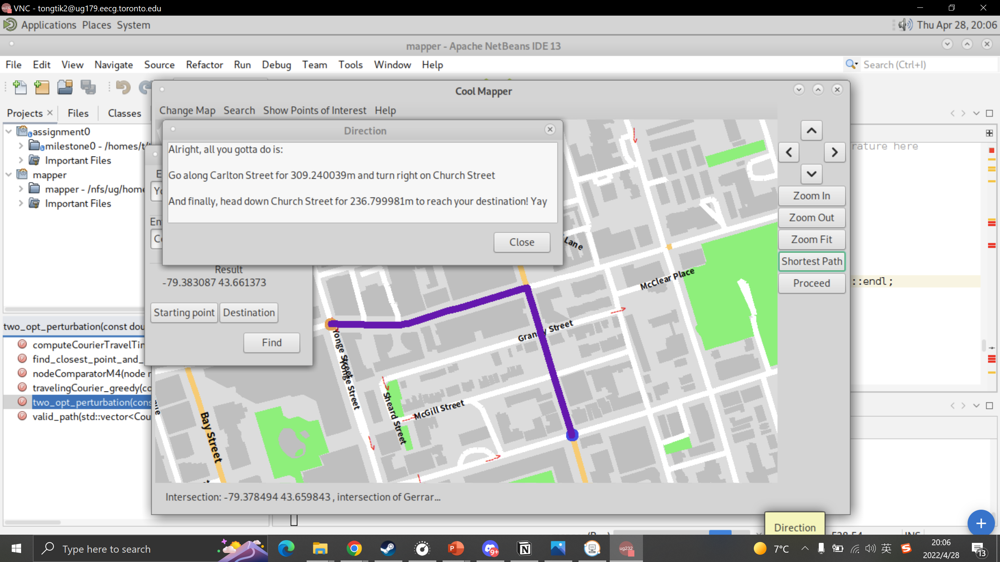 VNC - tongtik2@ug179.eecg.toronto.edu
Applications Places System
Thu Apr 28, 20:06
mapper - Apache NetBeans IDE 13
File Edit View Navigate Source Refactor Run Debug Team Tools Window Help
Search (Ctrl+I)
Cool Mapper
Change Map Search Show Points of Interest Help
Projects Files Classes
assignment0
milestone0 - /homes/t/
Important Files
mapper
mapper - /nfs/ug/home
Important Files
Direction
Alright, all you gotta do is:
Go along Carlton Street for 309.240039m and turn right on Church Street
And finally, head down Church Street for 236.799981m to reach your destination! Yay
Close
rature here
::endl;
Zoom In
Zoom Out
Zoom Fit
Shortest Path
Proceed
Result
-79.383087 43.661373
Starting point Destination
Find
Lane
McClear Place
Street
Yonge Street
Yonge Street
Sheard Street
McGill Street
Bay Street
two_opt_perturbation(const dou
computeCourierTravelTim
find_closest_point_and_
nodeComparatorM4(node r
travelingCourier_greedy(co
two_opt_perturbation(cons
valid_path(std::vector<Cou
Intersection: -79.378494 43.659843 , intersection of Gerrar...
Direction
Type here to search
9+
ug232
7°C
英
20:06
2022/4/28
13